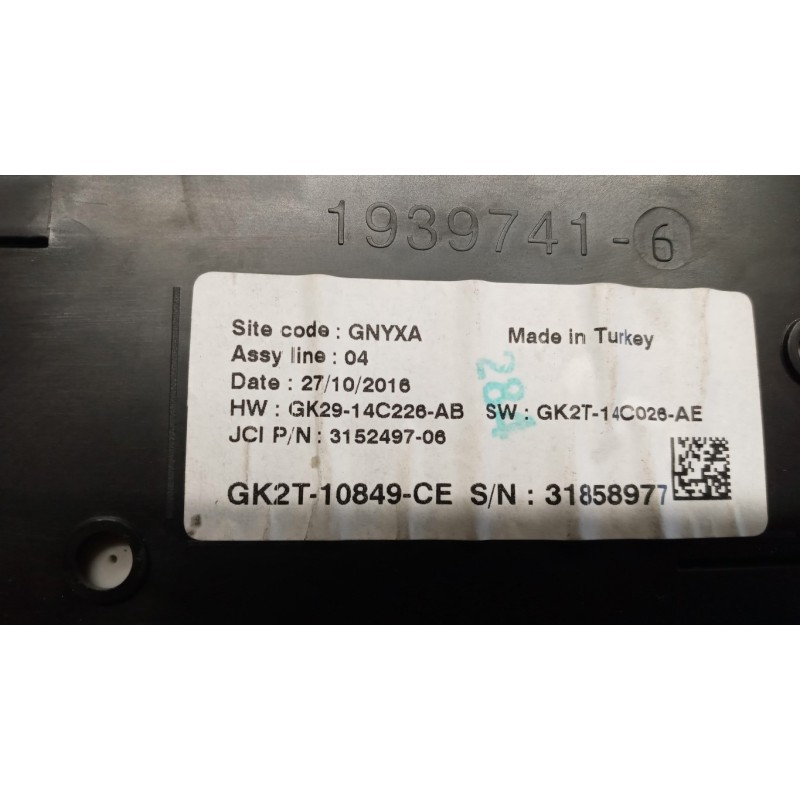 1939741-6
Site code : GNYXA Made in Turkey
Assy line : 04
Date : 27/10/2016
HW : GK29-14C226-AB SW : GK2T-14C026-AE
JCI P/N : 3152497-06
GK2T-10849-CE S/N : 31858977
281